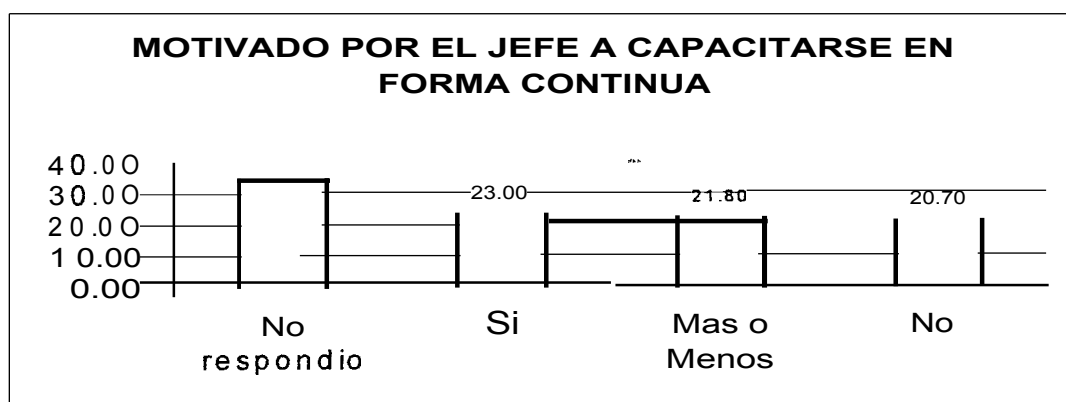 MOTIVADO POR EL JEFE A CAPACITARSE EN
FORMA CONTINUA
40.00
30.00
20.00
10.00
0.00
23.00
21.80
20.70
No
respondio
Si
Mas o
Menos
No